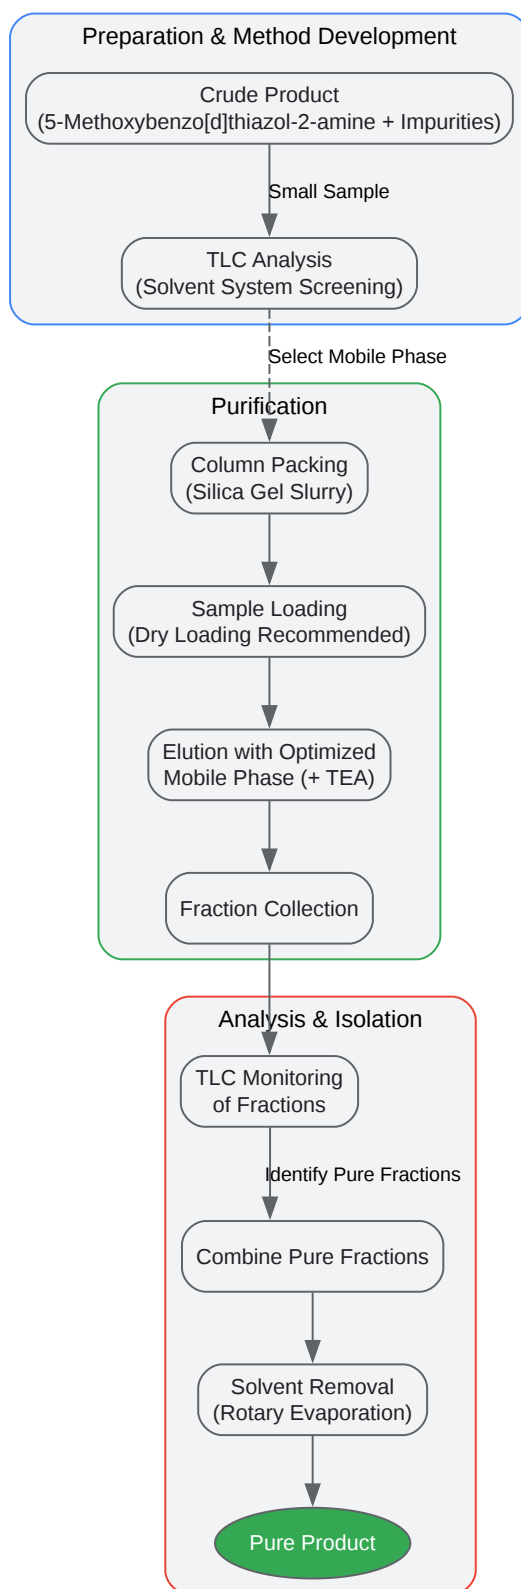 Preparation & Method Development
Crude Product
(5-Methoxybenzo[d]thiazol-2-amine + Impurities)
Small Sample
TLC Analysis
(Solvent System Screening)
Select Mobile Phase
Purification
Column Packing
(Silica Gel Slurry)
Sample Loading
(Dry Loading Recommended)
Elution with Optimized
Mobile Phase (+ TEA)
Fraction Collection
Analysis & Isolation
TLC Monitoring
of Fractions
Identify Pure Fractions
Combine Pure Fractions
Solvent Removal
(Rotary Evaporation)
Pure Product